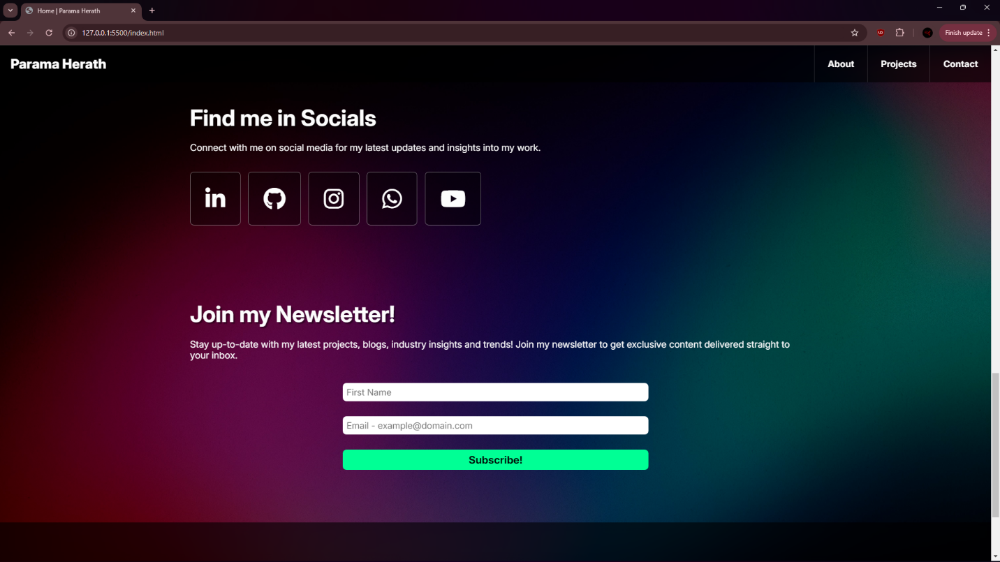 Home | Parama Herath
127.0.0.1:5500/index.html
Finish update
Parama Herath
About
Projects
Contact
Find me in Socials
Connect with me on social media for my latest updates and insights into my work.
in
Join my Newsletter!
Stay up-to-date with my latest projects, blogs, industry insights and trends! Join my newsletter to get exclusive content delivered straight to
your inbox.
First Name
Email - example@domain.com
Subscribe!